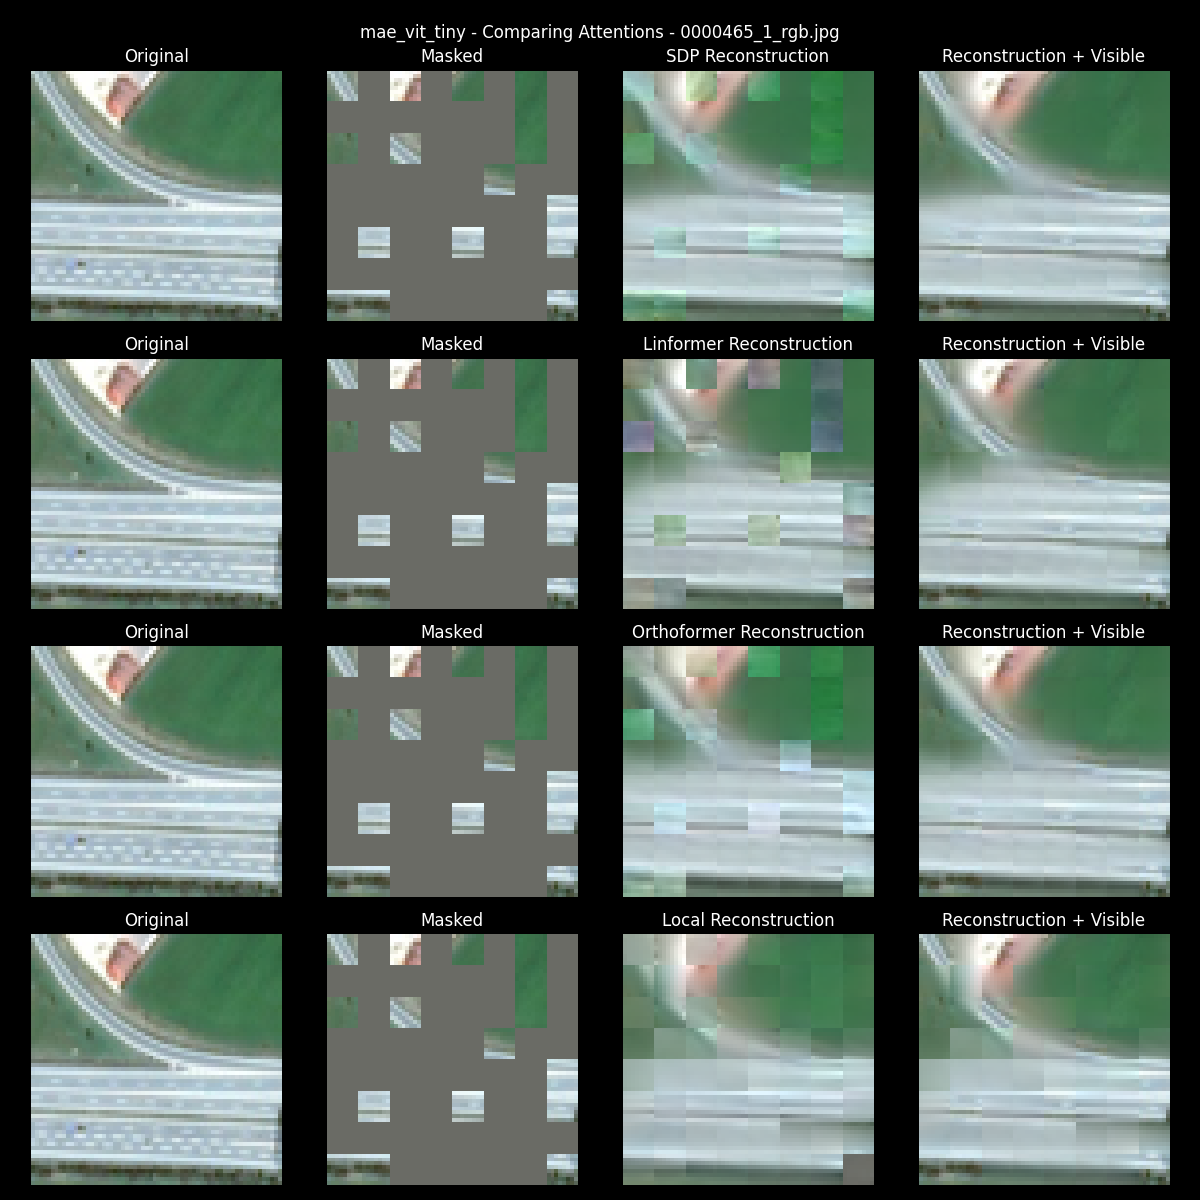 mae_vit_tiny - Comparing Attentions - 0000465_1_rgb.jpg
Original Masked SDP Reconstruction Reconstruction + Visible
Original Masked Linformer Reconstruction Reconstruction + Visible
Original Masked Orthoformer Reconstruction Reconstruction + Visible
Original Masked Local Reconstruction Reconstruction + Visible